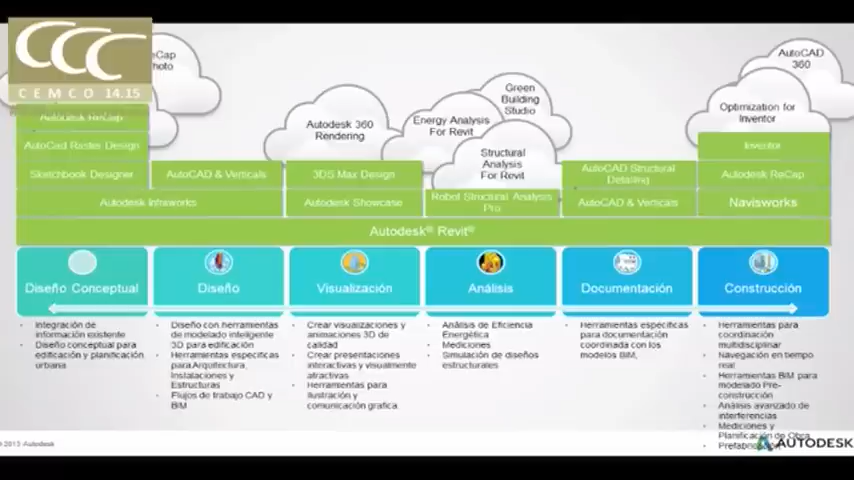 CCC
CEMCO 14.15
eCap
hoto
Autodesk 360
Rendering
Energy Analysis
For Revit
Green
Building
Studio
Structural
Analysis
For Revit
AutoCAD
360
Optimization for
Inventor
Autodesk ReCap
AutoCad Raster Design
Sketchbook Designer
AutoCAD & Verticals
3DS Max Design
AutoCAD Structural
Detailing
Inventor
Autodesk ReCap
Autodesk Infraworks
Autodesk Showcase
Robot Structural Analysis
Pro
AutoCAD & Verticals
Navisworks
Autodesk® Revit®
Diseño Conceptual
Diseño
Visualización
Análisis
Documentación
Construcción
• Integración de
información existente
• Diseño conceptual para
edificación y planificación
urbana
• Diseño con herramientas
de modelado inteligente
3D para edificación
• Herramientas especificas
para Arquitectura,
Instalaciones y
Estructuras
• Flujos de trabajo CAD y
BIM
• Crear visualizaciones y
animaciones 3D de
calidad
• Crear presentaciones
interactivas y visualmente
atractivas
• Herramientas para
ilustración y
comunicación grafica
• Análisis de Eficiencia
Energética
• Mediciones
• Simulación de diseños
estructurales
• Herramientas especificas
para documentación
coordinada con los
modelos BIM,
• Herramientas para
coordinación
multidisciplinar
• Navegación en tiempo
real
• Herramientas BIM para
modelado Pre-
construcción
• Análisis avanzado de
interferencias
• Mediciones y
Planificación de Obra
© 2013 Autodesk
AUTODESK